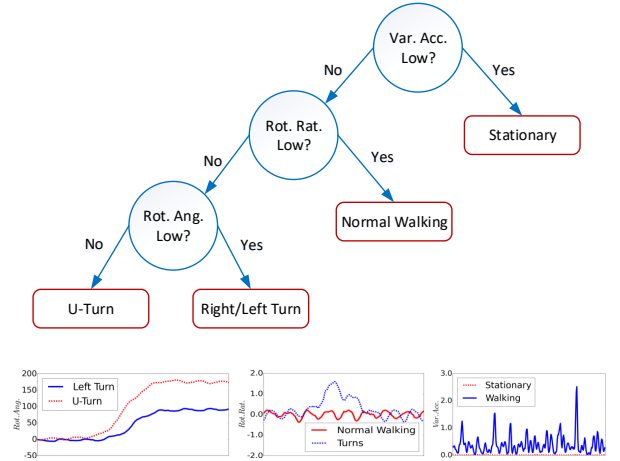 Var. Acc.
Low?
No
Yes
Rot. Rat.
Low?
Stationary
No
Yes
Rot. Ang.
Low?
Normal Walking
No
Yes
U-Turn
Right/Left Turn
200
150
100
50
0
-50
Rot.Ang.
Left Turn
U-Turn
2.0
1.0
0.0
-1.0
-2.0
Rot.Rat.
Normal Walking
Turns
3.0
2.0
1.0
0.0
Var.Acc.
Stationary
Walking